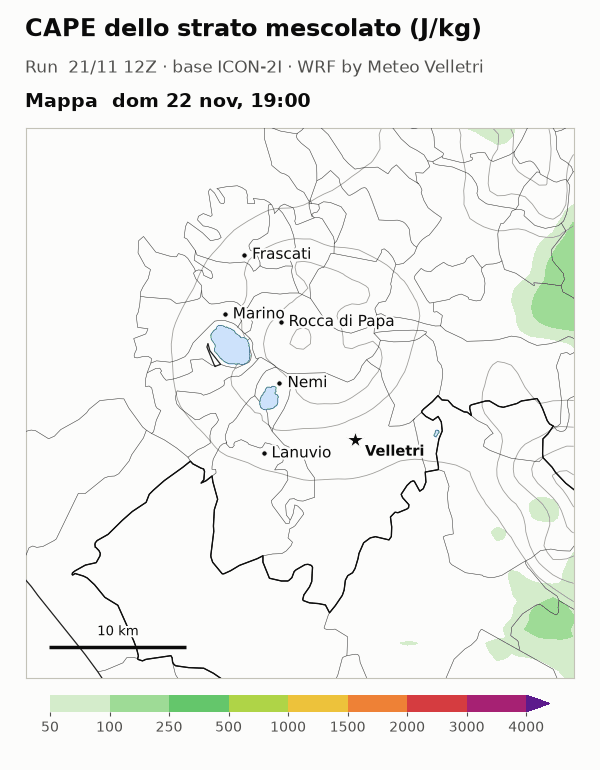 CAPE dello strato mescolato (J/kg)
Run  21/11 12Z · base ICON-2I · WRF by Meteo Velletri
Mappa  dom 22 nov, 19:00
Frascati
Marino
Rocca di Papa
Nemi
Lanuvio
Velletri
10 km
50 100 250 500 1000 1500 2000 3000 4000